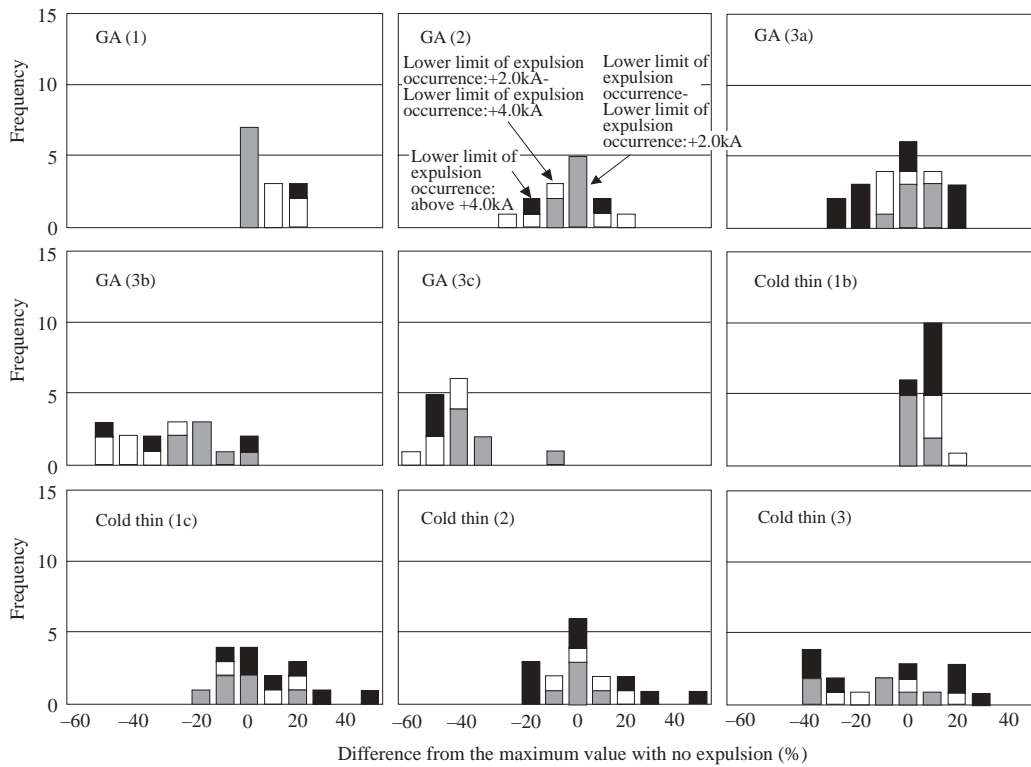 15
10
5
0
Frequency
GA (1)
GA (2)
Lower limit of expulsion
occurrence:+2.0kA-
Lower limit of expulsion
occurrence:+4.0kA
Lower limit of
expulsion
occurrence-
Lower limit of
expulsion
occurrence:+2.0kA
Lower limit of
expulsion
occurrence:
above +4.0kA
GA (3a)
15
10
5
0
Frequency
GA (3b)
GA (3c)
Cold thin (1b)
15
10
5
0
Frequency
Cold thin (1c)
Cold thin (2)
Cold thin (3)
−60 −40 −20 0 20 40
−60 −40 −20 0 20 40
−60 −40 −20 0 20 40
Difference from the maximum value with no expulsion (%)